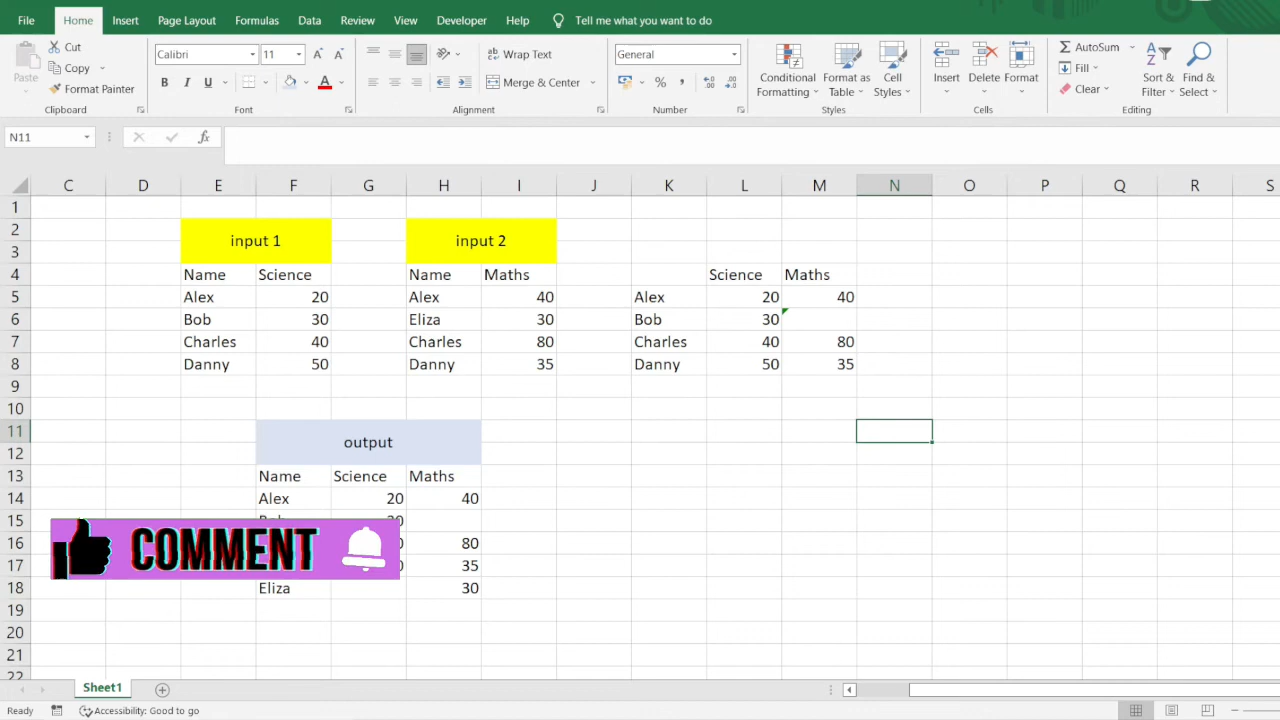 File Home Insert Page Layout Formulas Data Review View Developer Help Tell me what you want to do
Paste Cut Copy Format Painter Clipboard
Calibri 11 B I U A Font
Wrap Text Merge & Center Alignment
General % , Number
Conditional Formatting Format as Table Cell Styles Styles
Insert Delete Format Cells
AutoSum Fill Clear Sort & Filter Find & Select Editing
N11 fx
C D E F G H I J K L M N O P Q R S
1
2
input 1 input 2
3
4 Name Science Name Maths Science Maths
5 Alex 20 Alex 40 Alex 20 40
6 Bob 30 Eliza 30 Bob 30
7 Charles 40 Charles 80 Charles 40 80
8 Danny 50 Danny 35 Danny 50 35
9
10
11
output
12
13 Name Science Maths
14 Alex 20 40
15
COMMENT
16 80
17 35
18 Eliza 30
19
20
21
22
Sheet1
Ready Accessibility: Good to go